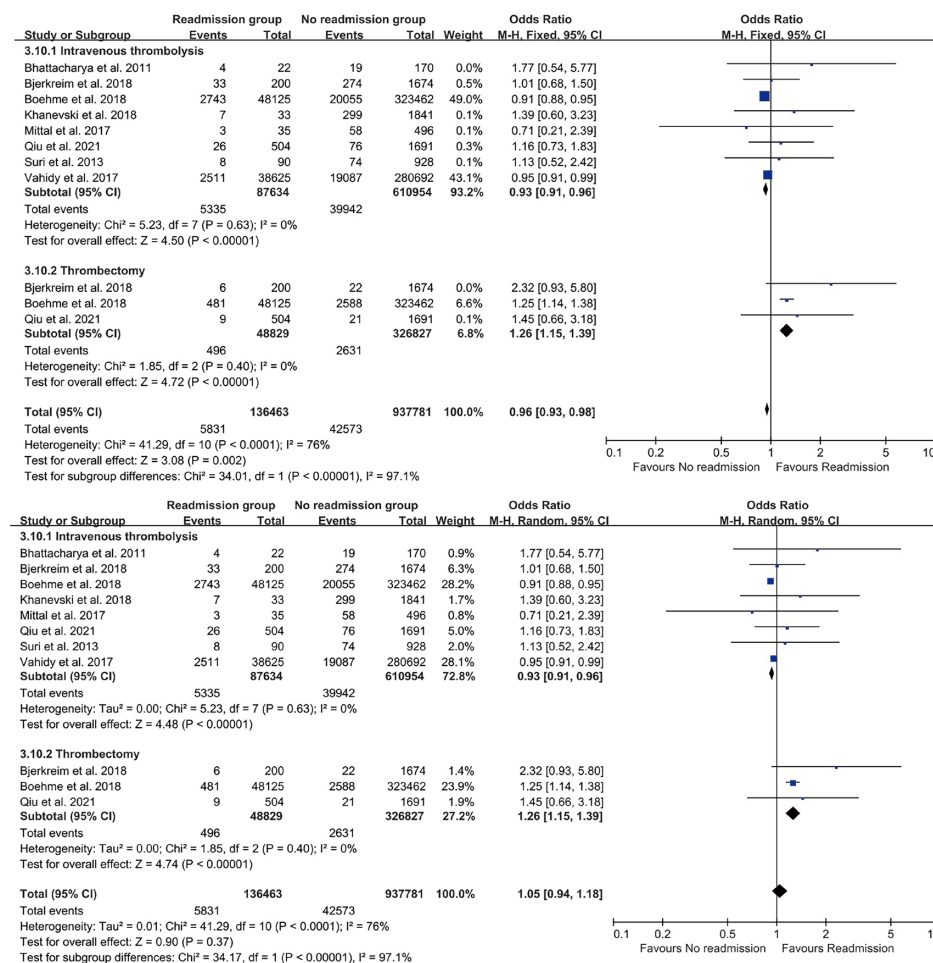 Readmission group No readmission group Odds Ratio Odds Ratio
Study or Subgroup Events Total Events Total Weight M-H, Fixed, 95% CI M-H, Fixed, 95% CI
3.10.1 Intravenous thrombolysis
Bhattacharya et al. 2011 4 22 19 170 0.0% 1.77 [0.54, 5.77]
Bjerkreim et al. 2018 33 200 274 1674 0.5% 1.01 [0.68, 1.50]
Boehme et al. 2018 2743 48125 20055 323462 49.0% 0.91 [0.88, 0.95]
Khanevski et al. 2018 7 33 299 1841 0.1% 1.39 [0.60, 3.23]
Mittal et al. 2017 3 35 58 496 0.1% 0.71 [0.21, 2.39]
Qiu et al. 2021 26 504 76 1691 0.3% 1.16 [0.73, 1.83]
Suri et al. 2013 8 90 74 928 0.1% 1.13 [0.52, 2.42]
Vahidy et al. 2017 2511 38625 19087 280692 43.1% 0.95 [0.91, 0.99]
Subtotal (95% CI) 87634 610954 93.2% 0.93 [0.91, 0.96]
Total events 5335 39942
Heterogeneity: Chi² = 5.23, df = 7 (P = 0.63); I² = 0%
Test for overall effect: Z = 4.50 (P < 0.00001)
3.10.2 Thrombectomy
Bjerkreim et al. 2018 6 200 22 1674 0.0% 2.32 [0.93, 5.80]
Boehme et al. 2018 481 48125 2588 323462 6.6% 1.25 [1.14, 1.38]
Qiu et al. 2021 9 504 21 1691 0.1% 1.45 [0.66, 3.18]
Subtotal (95% CI) 48829 326827 6.8% 1.26 [1.15, 1.39]
Total events 496 2631
Heterogeneity: Chi² = 1.85, df = 2 (P = 0.40); I² = 0%
Test for overall effect: Z = 4.72 (P < 0.00001)
Total (95% CI) 136463 937781 100.0% 0.96 [0.93, 0.98]
Total events 5831 42573
Heterogeneity: Chi² = 41.29, df = 10 (P < 0.0001); I² = 76%
Test for overall effect: Z = 3.08 (P = 0.002)
Test for subgroup differences: Chi² = 34.01, df = 1 (P < 0.00001), I² = 97.1%
0.1 0.2 0.5 1 2 5 10
Favours No readmission Favours Readmission
Readmission group No readmission group Odds Ratio Odds Ratio
Study or Subgroup Events Total Events Total Weight M-H, Random, 95% CI M-H, Random, 95% CI
3.10.1 Intravenous thrombolysis
Bhattacharya et al. 2011 4 22 19 170 0.9% 1.77 [0.54, 5.77]
Bjerkreim et al. 2018 33 200 274 1674 6.3% 1.01 [0.68, 1.50]
Boehme et al. 2018 2743 48125 20055 323462 28.2% 0.91 [0.88, 0.95]
Khanevski et al. 2018 7 33 299 1841 1.7% 1.39 [0.60, 3.23]
Mittal et al. 2017 3 35 58 496 0.8% 0.71 [0.21, 2.39]
Qiu et al. 2021 26 504 76 1691 5.0% 1.16 [0.73, 1.83]
Suri et al. 2013 8 90 74 928 2.0% 1.13 [0.52, 2.42]
Vahidy et al. 2017 2511 38625 19087 280692 28.1% 0.95 [0.91, 0.99]
Subtotal (95% CI) 87634 610954 72.8% 0.93 [0.91, 0.96]
Total events 5335 39942
Heterogeneity: Tau² = 0.00; Chi² = 5.23, df = 7 (P = 0.63); I² = 0%
Test for overall effect: Z = 4.48 (P < 0.00001)
3.10.2 Thrombectomy
Bjerkreim et al. 2018 6 200 22 1674 1.4% 2.32 [0.93, 5.80]
Boehme et al. 2018 481 48125 2588 323462 23.9% 1.25 [1.14, 1.38]
Qiu et al. 2021 9 504 21 1691 1.9% 1.45 [0.66, 3.18]
Subtotal (95% CI) 48829 326827 27.2% 1.26 [1.15, 1.39]
Total events 496 2631
Heterogeneity: Tau² = 0.00; Chi² = 1.85, df = 2 (P = 0.40); I² = 0%
Test for overall effect: Z = 4.74 (P < 0.00001)
Total (95% CI) 136463 937781 100.0% 1.05 [0.94, 1.18]
Total events 5831 42573
Heterogeneity: Tau² = 0.01; Chi² = 41.29, df = 10 (P < 0.0001); I² = 76%
Test for overall effect: Z = 0.90 (P = 0.37)
Test for subgroup differences: Chi² = 34.17, df = 1 (P < 0.00001), I² = 97.1%
0.1 0.2 0.5 1 2 5 10
Favours No readmission Favours Readmission